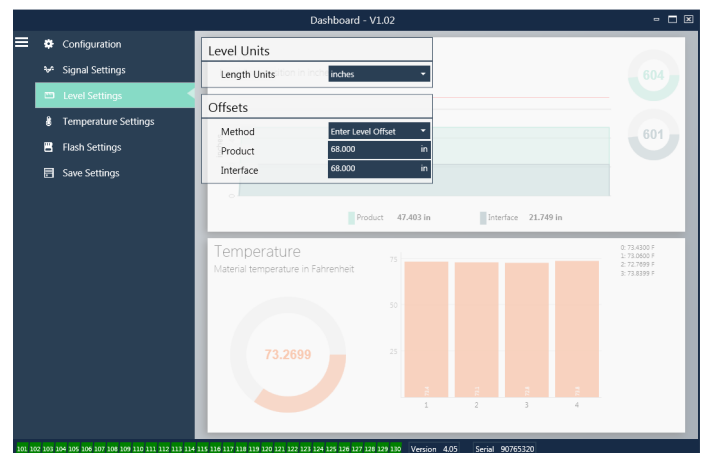 Dashboard - V1.02
Configuration
Signal Settings
Level Settings
Temperature Settings
Flash Settings
Save Settings
Level Units
Length Units inches
Offsets
Method Enter Level Offset
Product 68.000 in
Interface 68.000 in
604
601
Product 47.403 in Interface 21.749 in
Temperature
Material temperature in Fahrenheit
73.2699
75
50
25
1 2 3 4
0: 73.4300 F
1: 73.0600 F
2: 72.7699 F
3: 73.8399 F
101 102 103 104 105 106 107 108 109 110 111 112 113 114 115 116 117 118 119 120 121 122 123 124 125 126 127 128 129 130 Version 4.05 Serial 90765320